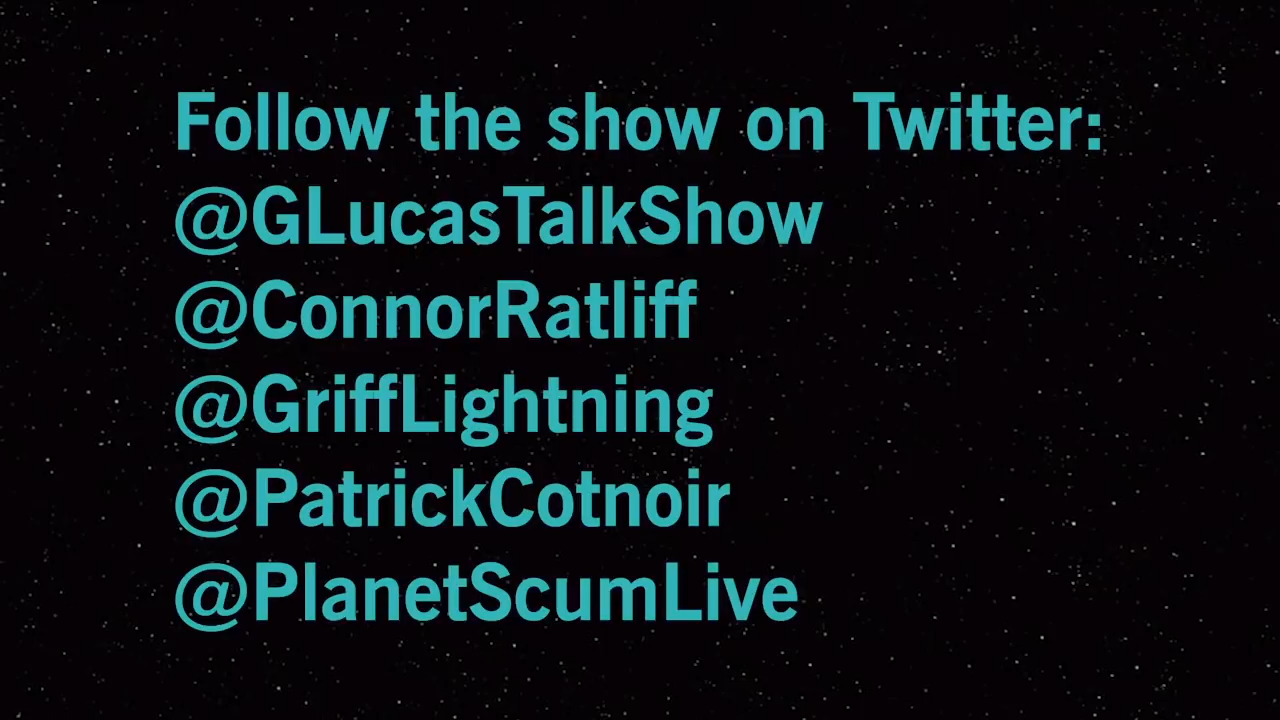 Follow the show on Twitter:
@GLucasTalkShow
@ConnorRatliff
@GriffLightning
@PatrickCotnoir
@PlanetScumLive